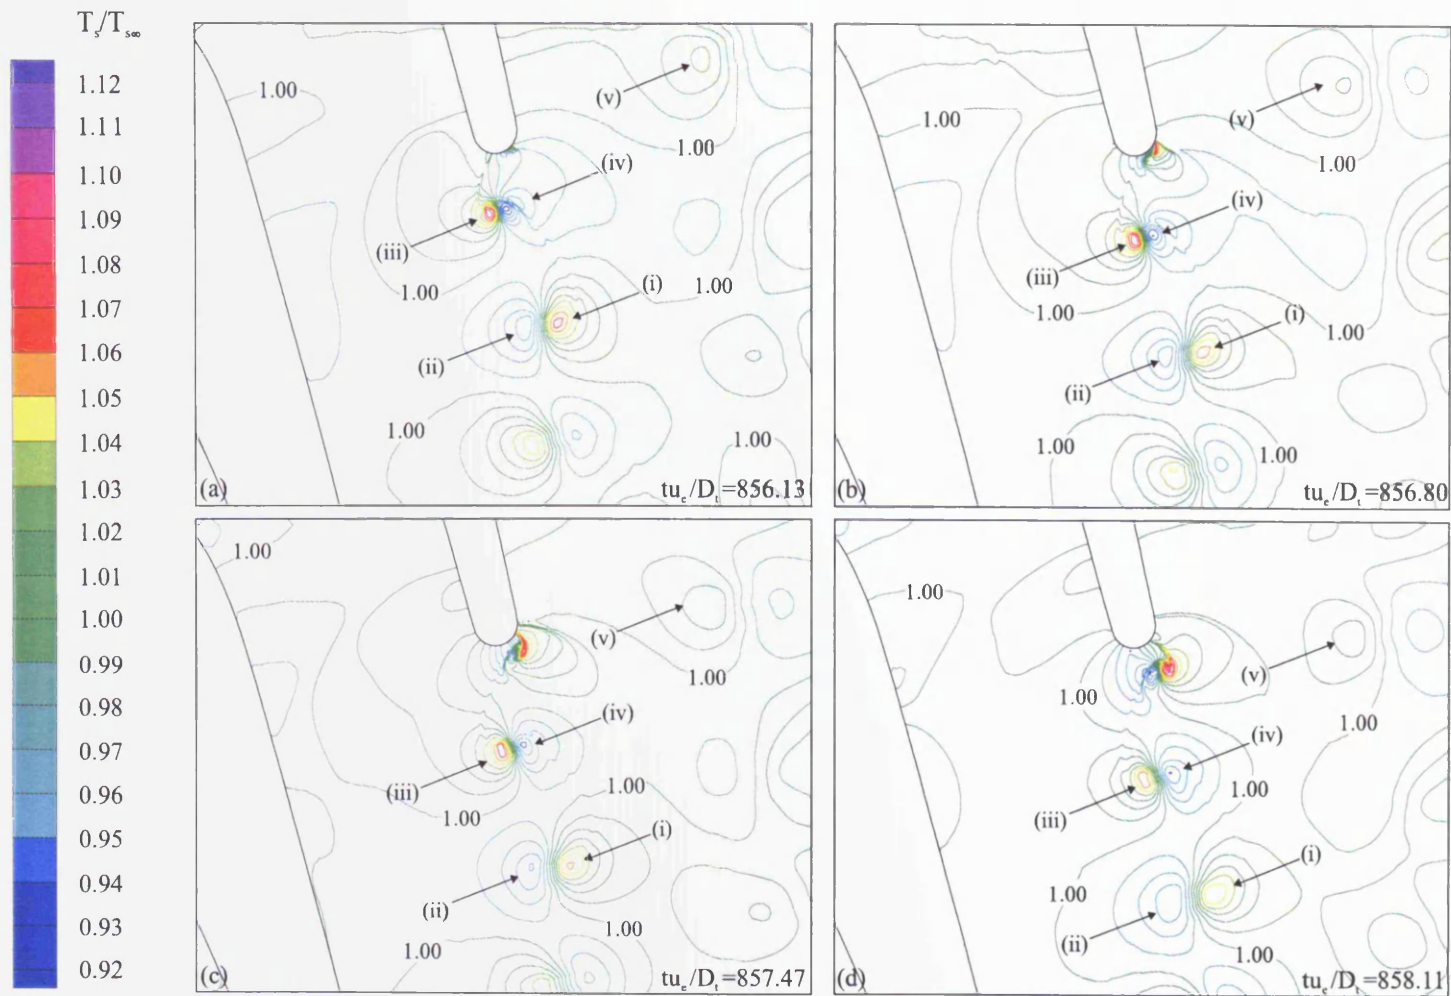 T_s/T_s∞
1.12
1.11
1.10
1.09
1.08
1.07
1.06
1.05
1.04
1.03
1.02
1.01
1.00
0.99
0.98
0.97
0.96
0.95
0.94
0.93
0.92
1.00
(v)
1.00
(iv)
(iii)
1.00
(i)
1.00
(ii)
1.00
1.00
(a)
tu_e/D_t=856.13
1.00
(v)
1.00
(iv)
(iii)
1.00
(i)
1.00
(ii)
1.00
1.00
(b)
tu_e/D_t=856.80
1.00
(v)
1.00
(iv)
(iii)
1.00
1.00
(i)
(ii)
1.00
1.00
(c)
tu_e/D_t=857.47
1.00
(v)
1.00
1.00
(iv)
(iii)
1.00
(i)
1.00
(ii)
1.00
(d)
tu_e/D_t=858.11